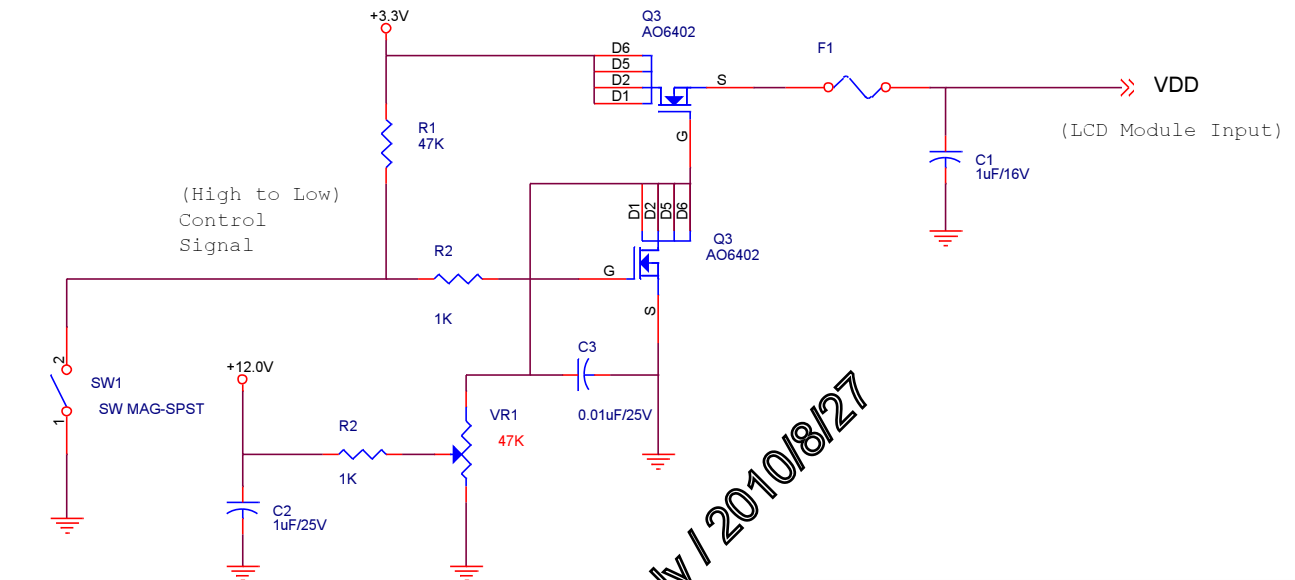 +3.3V
Q3
AO6402
D6
D5
D2
D1
S
G
F1
VDD
(LCD Module Input)
R1
47K
C1
1uF/16V
(High to Low)
Control
Signal
D1
D2
D5
D6
Q3
AO6402
R2
G
1K
S
2
SW1
SW MAG-SPST
1
+12.0V
C3
0.01uF/25V
VR1
47K
R2
1K
C2
1uF/25V
/ 2010/8/27